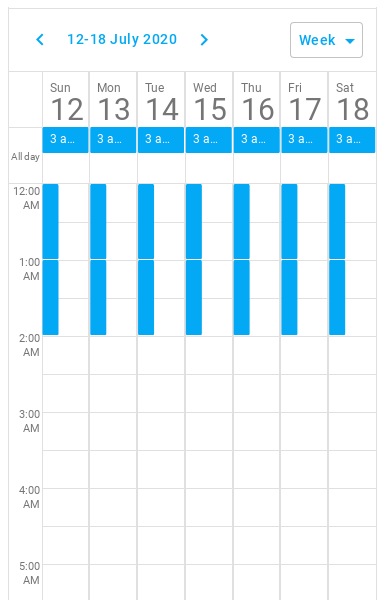 12-18 July 2020
Week
Sun Mon Tue Wed Thu Fri Sat
12 13 14 15 16 17 18
3 a... 3 a... 3 a... 3 a... 3 a... 3 a... 3 a...
All day
12:00
AM
1:00
AM
2:00
AM
3:00
AM
4:00
AM
5:00
AM